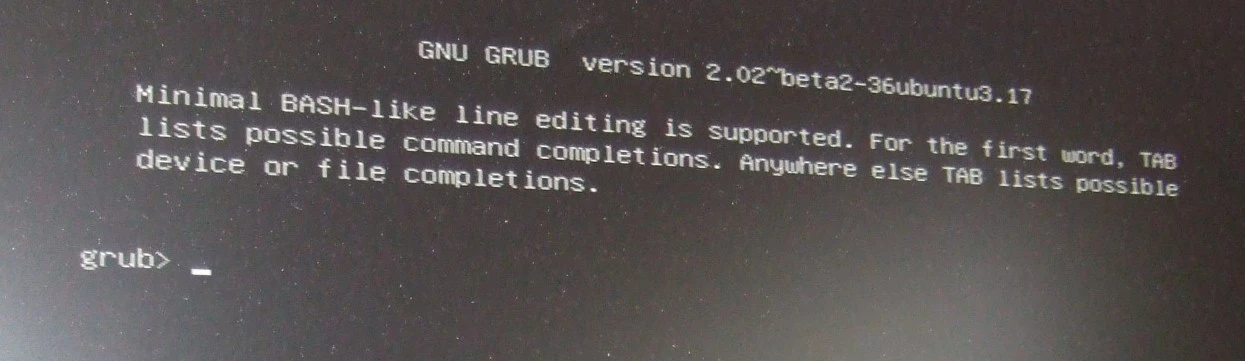 GNU GRUB version 2.02~beta2-36ubuntu3.17
Minimal BASH-like line editing is supported. For the first word, TAB
lists possible command completions. Anywhere else TAB lists possible
device or file completions.
grub> _